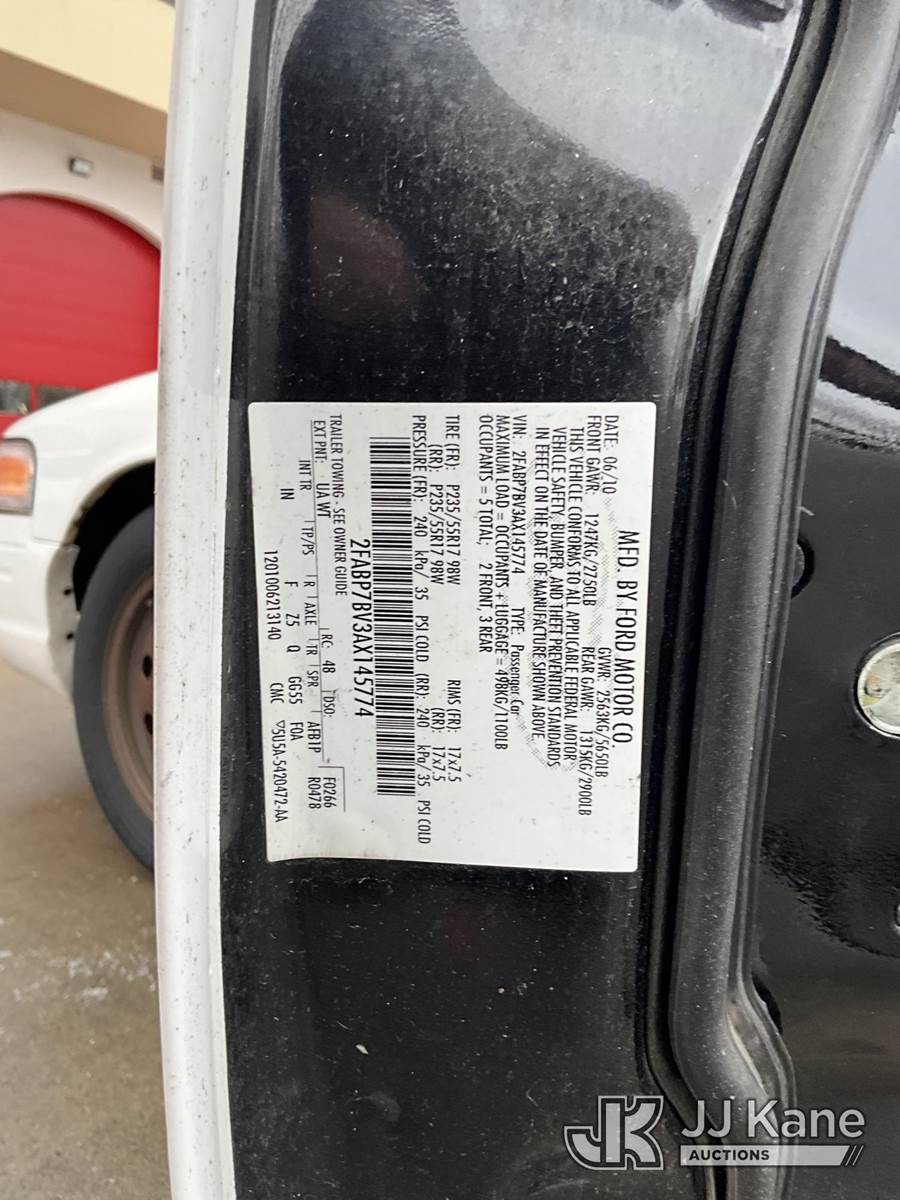 MFD. BY FORD MOTOR CO
DATE: 06/10 GVWR: 2563KG/5650LB
FRONT GAWR: 1247KG/2750LB REAR GAWR: 1315KG/2900LB
THIS VEHICLE CONFORMS TO ALL APPLICABLE FEDERAL MOTOR
VEHICLE SAFETY, BUMPER, AND THEFT PREVENTION STANDARDS
IN EFFECT ON THE DATE OF MANUFACTURE SHOWN ABOVE.
VIN: 2FABP7BV3AX145774 TYPE: Passenger Car
MAXIMUM LOAD = OCCUPANTS + LUGGAGE = 498KG/1100LB
OCCUPANTS = 5 TOTAL; 2 FRONT, 3 REAR
TIRE (FR): P235/55R17 98W RIMS (FR): 17x7.5
(RR): P235/55R17 98W (RR): 17x7.5
PRESSURE (FR): 240 kPa/ 35 PSI COLD (RR): 240 kPa/ 35 PSI COLD
2FABP7BV3AX145774
TRAILER TOWING - SEE OWNER GUIDE
EXT PNT: UA WT RC: 48 DSO: F0266
INT TR TP/PS R AXLE TR SPR AFB1P R0478
IN F Z5 Q GG55 F0A
1201006213140 CMC 5U5A-5420472-AA
JK JJ Kane
AUCTIONS